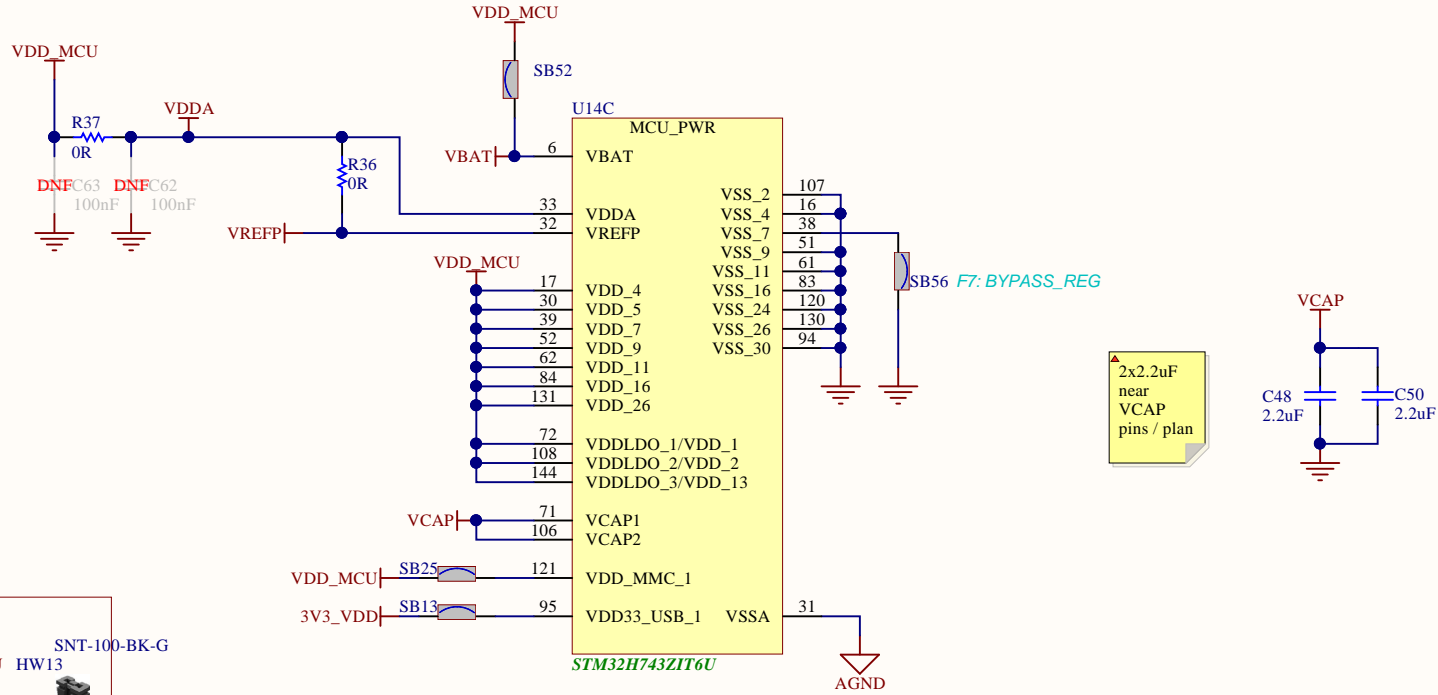 VDD_MCU
SB52
VDD_MCU
R37
0R
VDDA
DNF C63
100nF
DNF C62
100nF
R36
0R
VREFP
U14C
MCU_PWR
VBAT 6 VBAT
33 VDDA
32 VREFP
VDD_MCU
17 VDD_4
30 VDD_5
39 VDD_7
52 VDD_9
62 VDD_11
84 VDD_16
131 VDD_26
72 VDDLDO_1/VDD_1
108 VDDLDO_2/VDD_2
144 VDDLDO_3/VDD_13
VCAP 71 VCAP1
106 VCAP2
VDD_MCU SB25 121 VDD_MMC_1
3V3_VDD SB13 95 VDD33_USB_1
VSS_2 107
VSS_4 16
VSS_7 38
VSS_9 51
VSS_11 61
VSS_16 83
VSS_24 120
VSS_26 130
VSS_30 94
VSSA 31
AGND
STM32H743ZIT6U
SB56 F7: BYPASS_REG
2x2.2uF
near
VCAP
pins / plan
VCAP
C48
2.2uF
C50
2.2uF
SNT-100-BK-G
HW13